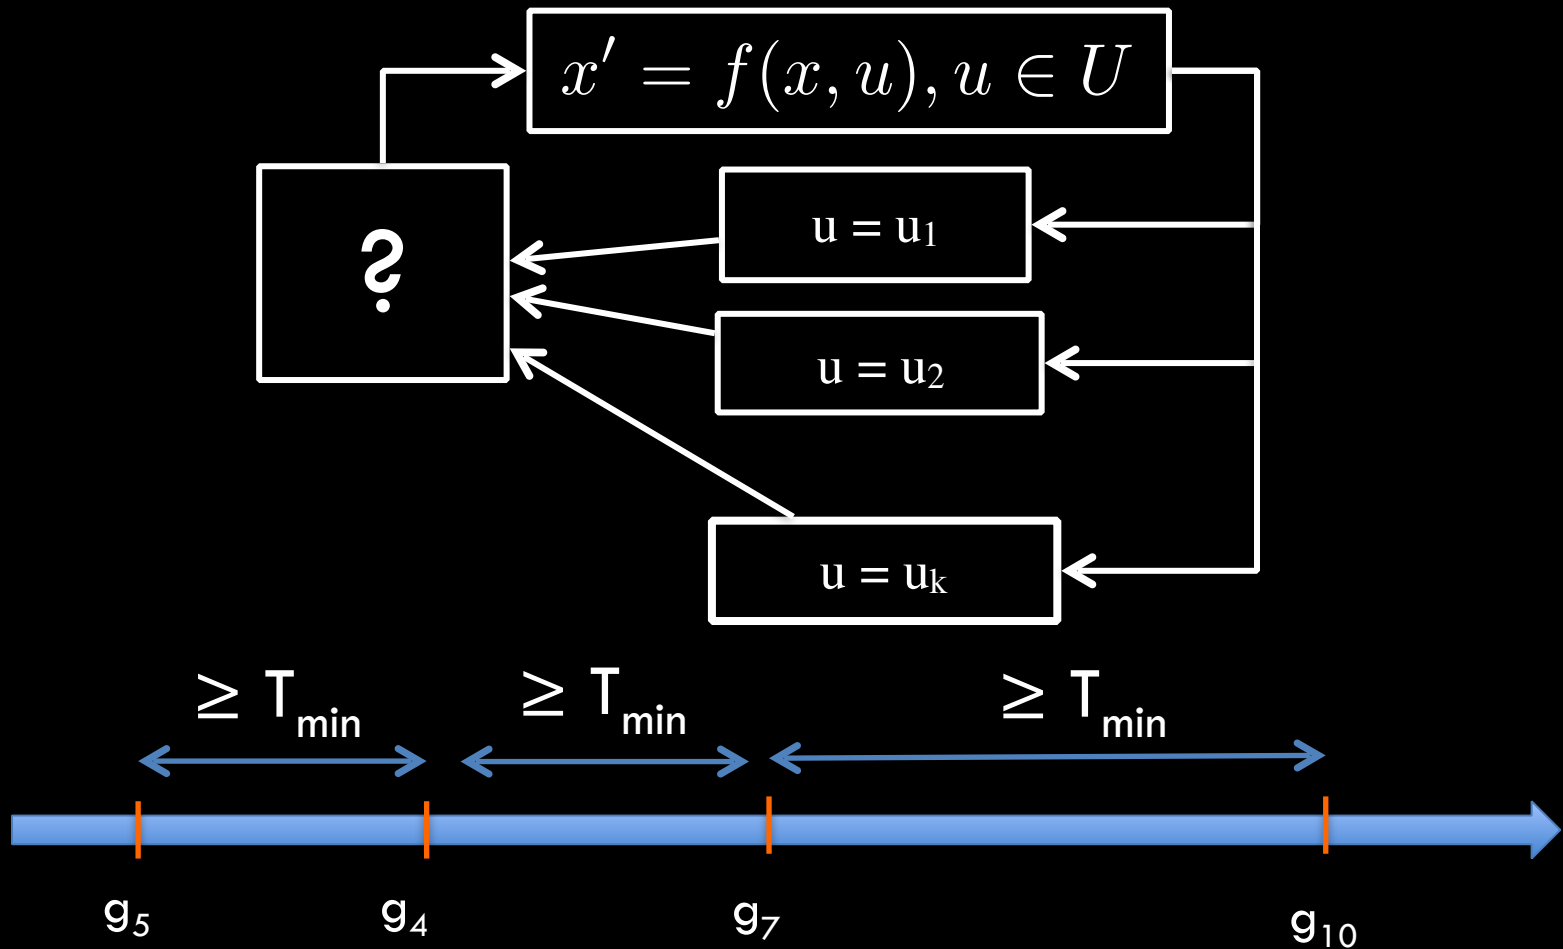 x′ = f(x, u), u ∈ U
?
u = u₁
u = u₂
u = uₖ
≥ Tmin
≥ Tmin
≥ Tmin
g₅
g₄
g₇
g₁₀